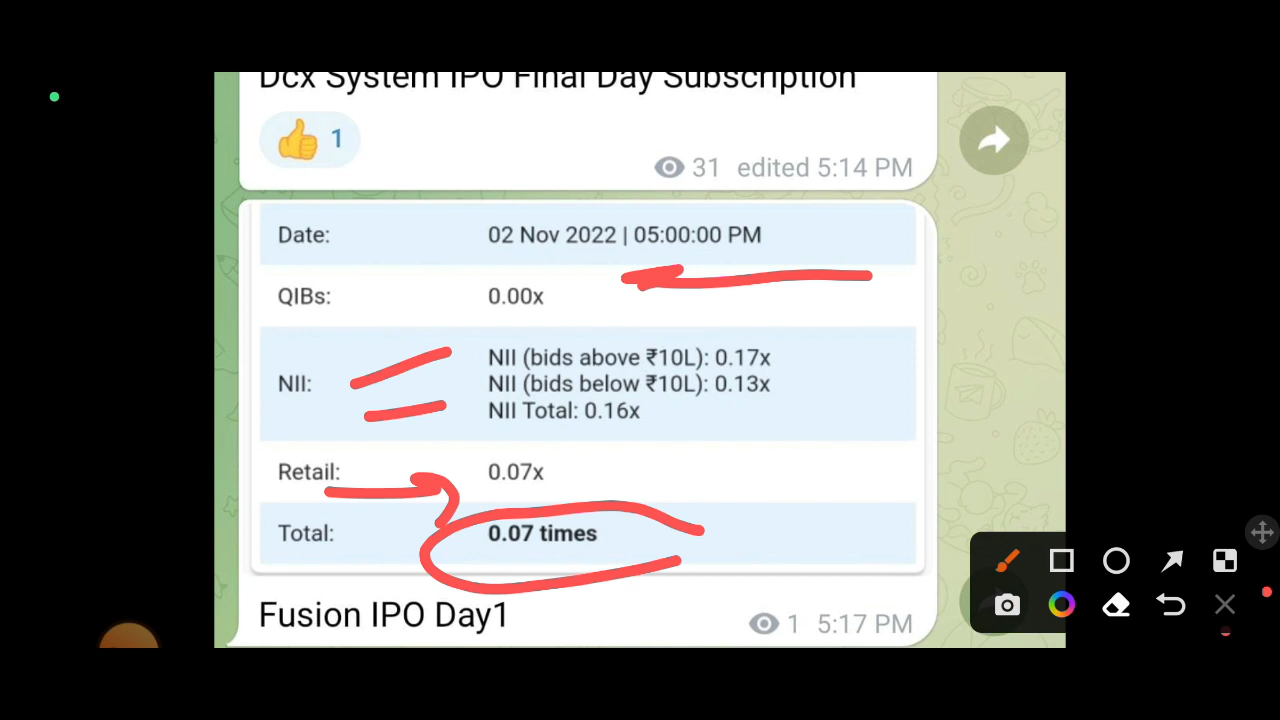 Dcx System IPO Final Day Subscription
👍 1
31 edited 5:14 PM
Date: 02 Nov 2022 | 05:00:00 PM
QIBs: 0.00x
NII (bids above ₹10L): 0.17x
NII: NII (bids below ₹10L): 0.13x
NII Total: 0.16x
Retail: 0.07x
Total: 0.07 times
Fusion IPO Day1
1 5:17 PM